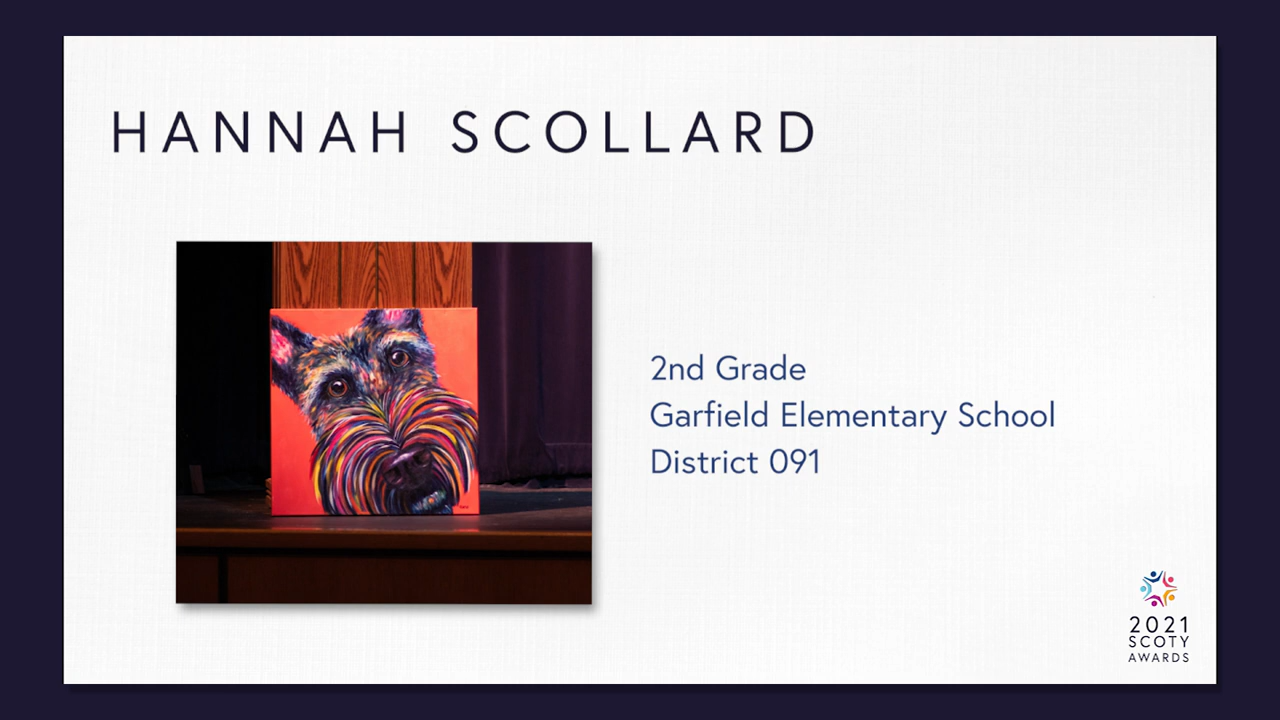 HANNAH SCOLLARD
2nd Grade
Garfield Elementary School
District 091
2021
SCOTY
AWARDS